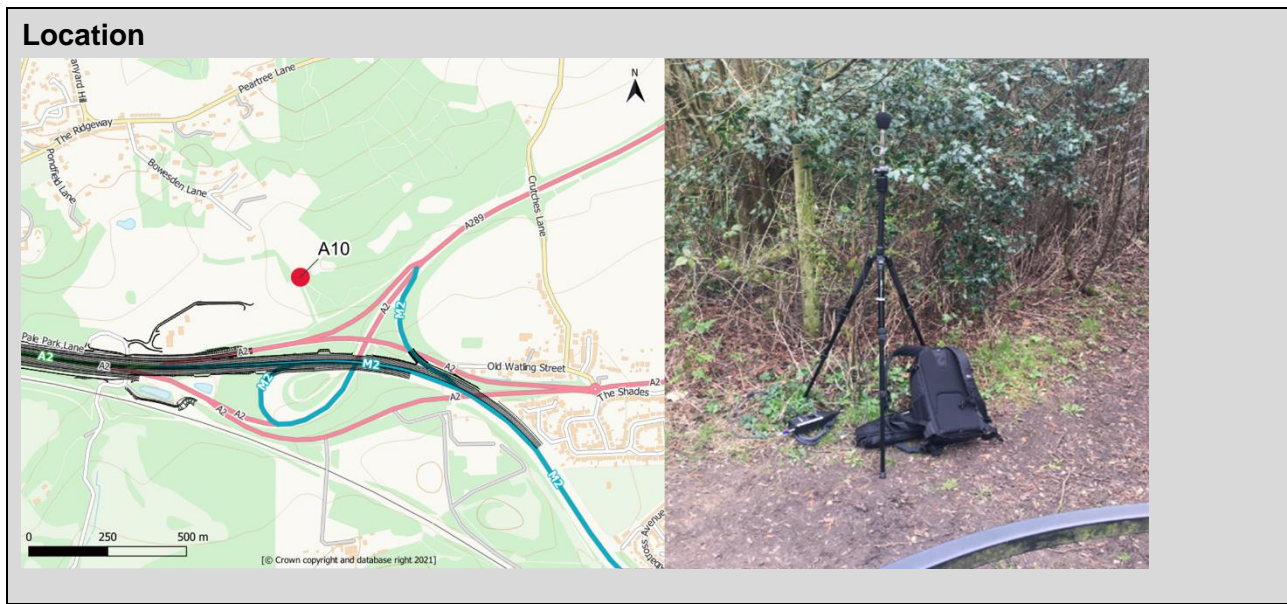 Location
Peartree Lane
The Ridgeway
Bowesden Lane
Pondfield Lane
N
A289
Crutches Lane
A10
A2
Pale Park Lane
A2
A2
A2
M2
M2
M2
A2
A2
A2
A2
Old Watling Street
A2
The Shades
M2
0 250 500 m
[© Crown copyright and database right 2021]